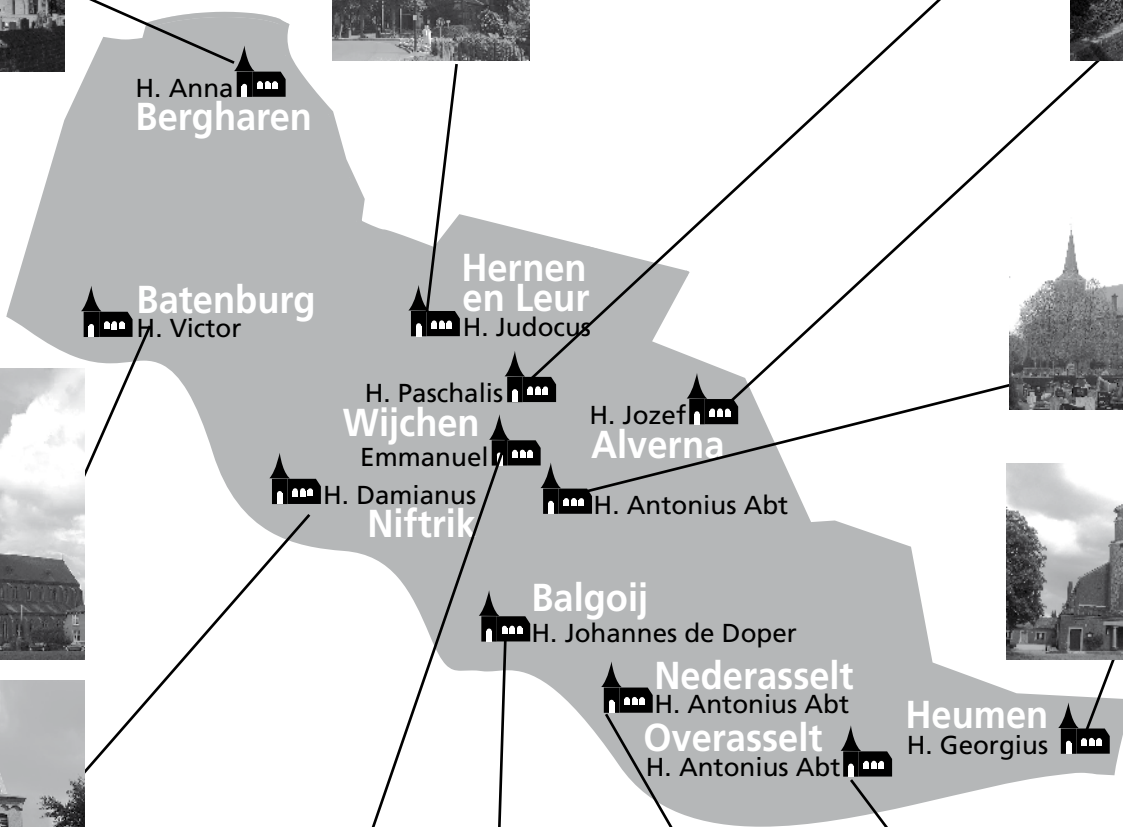 H. Anna
Bergharen
Hernen
en Leur
H. Judocus
Batenburg
H. Victor
H. Paschalis
Wijchen
Emmanuel
H. Jozef
Alverna
H. Damianus
Niftrik
H. Antonius Abt
Balgoij
H. Johannes de Doper
Nederasselt
H. Antonius Abt
Overasselt
H. Antonius Abt
Heumen
H. Georgius